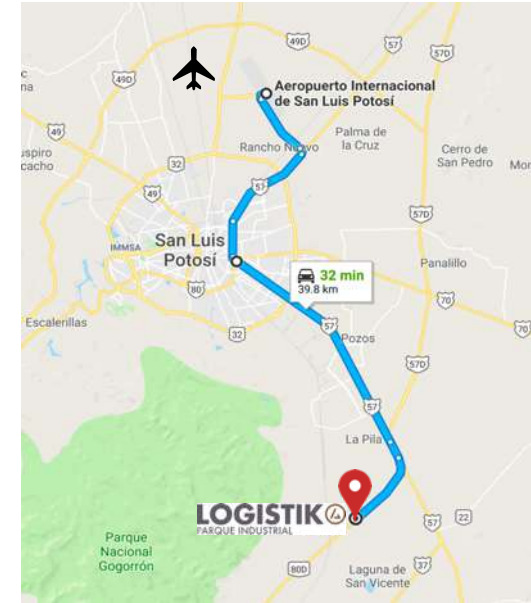 49D
57
57D
49D
Aeropuerto Internacional
de San Luis Potosí
49
Rancho Nuevo
Palma de
la Cruz
Cerro de
San Pedro
32
57
49
57D
San Luis
Potosí
IMMSA
32 min
39.8 km
Panalillo
80
70
70
Escalerillas
32
57
Pozos
57D
57
La Pila
LOGISTIK
PARQUE INDUSTRIAL
57
22
Parque
Nacional
Gogorrón
80D
37
Laguna de
San Vicente